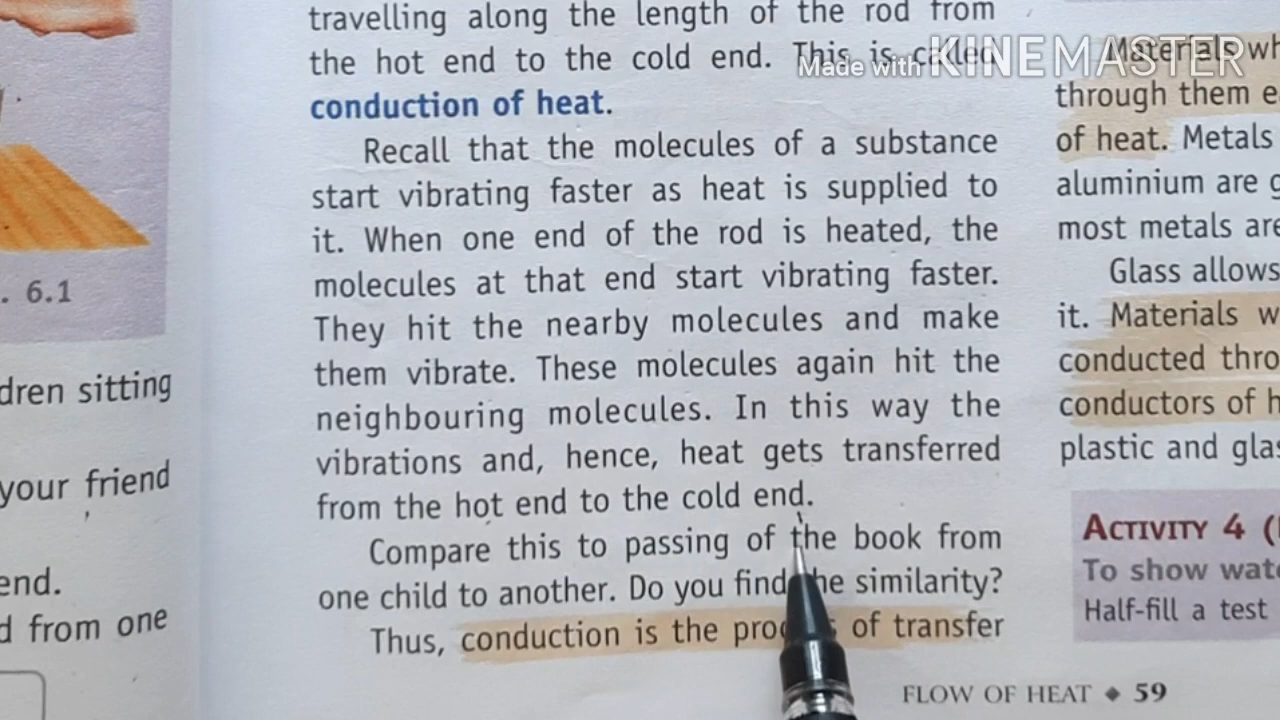 travelling along the length of the rod from
the hot end to the cold end. This is called
conduction of heat.
Recall that the molecules of a substance
start vibrating faster as heat is supplied to
it. When one end of the rod is heated, the
molecules at that end start vibrating faster.
They hit the nearby molecules and make
them vibrate. These molecules again hit the
neighbouring molecules. In this way the
vibrations and, hence, heat gets transferred
from the hot end to the cold end.
Compare this to passing of the book from
one child to another. Do you find the similarity?
Thus, conduction is the of transfer
FLOW OF HEAT ◆ 59
Made with KINEMASTER
. 6.1
dren sitting
your friend
end.
d from one
Materials wh
through them e
of heat. Metals
aluminium are g
most metals are
Glass allows
it. Materials w
conducted thro
conductors of h
plastic and glas
ACTIVITY 4 (
To show wate
Half-fill a test